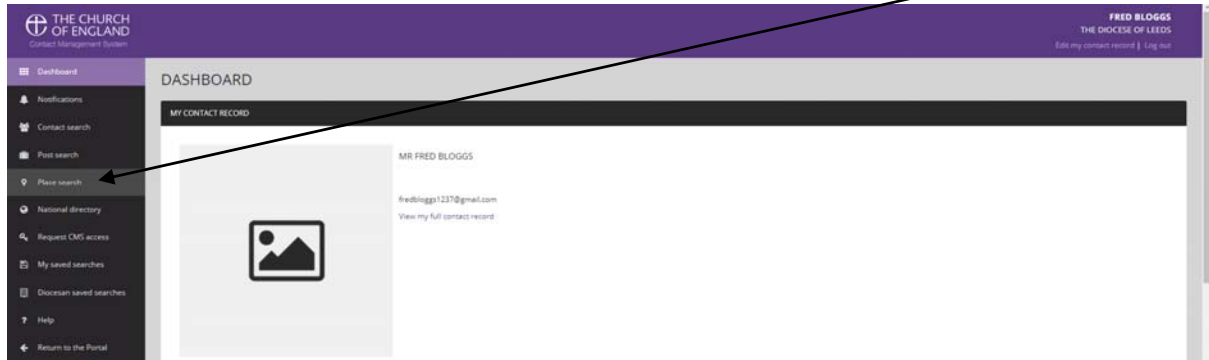 THE CHURCH
OF ENGLAND
Contact Management System
FRED BLOGGS
THE DIOCESE OF LEEDS
Edit my contact record | Log out
Dashboard
Notifications
Contact search
Post search
Place search
National directory
Request CMS access
My saved searches
Diocesan saved searches
? Help
Return to the Portal
DASHBOARD
MY CONTACT RECORD
MR FRED BLOGGS
fredbloggs1237@gmail.com
View my full contact record